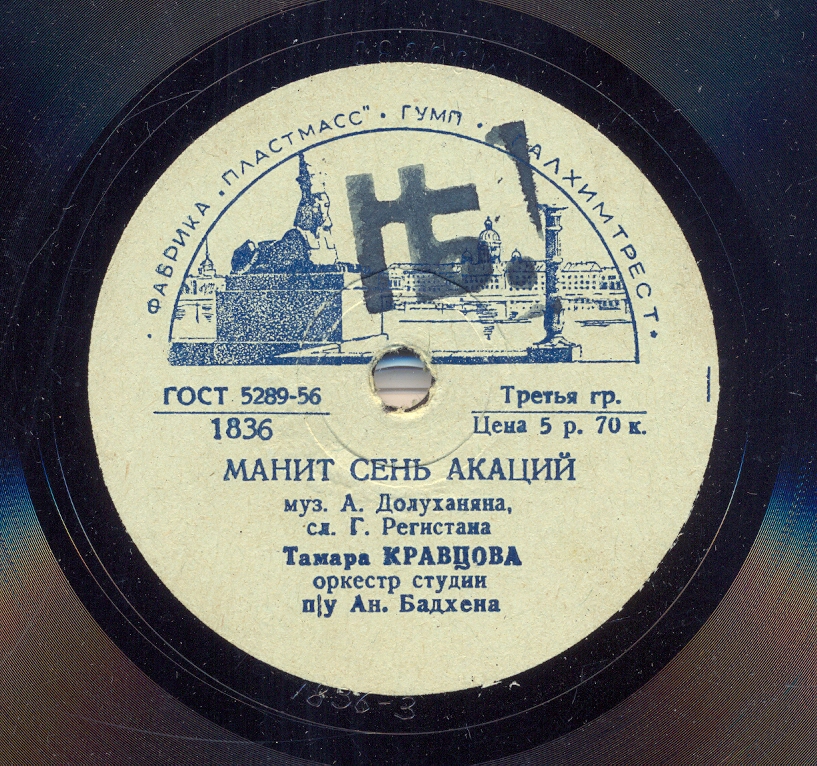 • ФАБРИКА „ПЛАСТМАСС" • ГУМП • АЛХИМТРЕСТ •
ГОСТ 5289-56
1836
Третья гр.
Цена 5 р. 70 к.
МАНИТ СЕНЬ АКАЦИЙ
муз. А. Долуханяна,
сл. Г. Регистана
Тамара КРАВЦОВА
оркестр студии
п/у Ан. Бадхена
1836-3